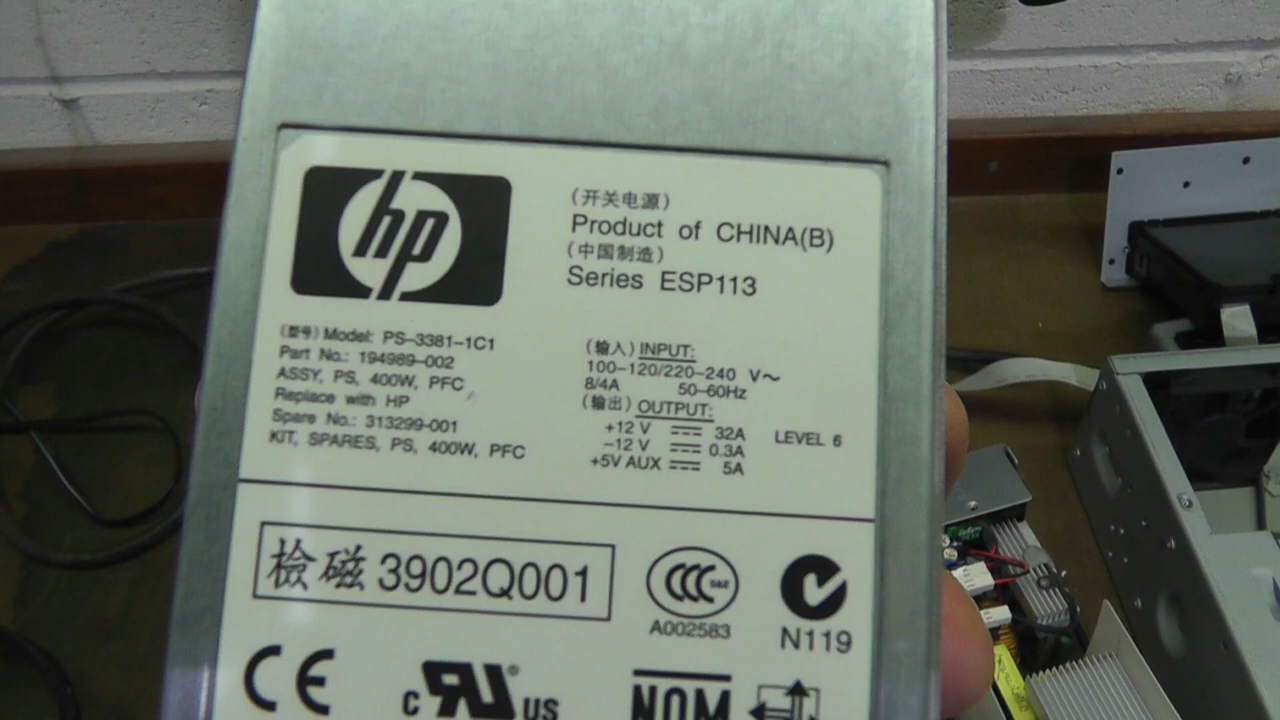 hp
(开关电源)
Product of CHINA(B)
(中国制造)
Series ESP113
(型号) Model: PS-3381-1C1
Part No.: 194989-002
ASSY, PS, 400W, PFC
Replace with HP
Spare No.: 313299-001
KIT, SPARES, PS, 400W, PFC
(输入) INPUT:
100-120/220-240 V~
8/4A 50-60Hz
(输出) OUTPUT:
+12 V 32A
-12 V 0.3A
+5V AUX 5A
LEVEL 6
檢磁 3902Q001
CCC S&E
A002583
N119
CE
c RU® US
NOM